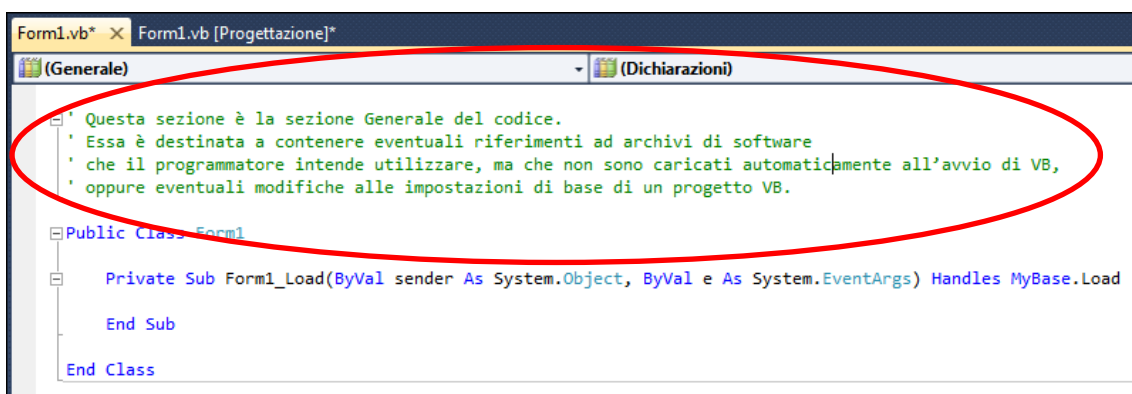 Form1.vb* Form1.vb [Progettazione]*
(Generale) (Dichiarazioni)
' Questa sezione è la sezione Generale del codice.
' Essa è destinata a contenere eventuali riferimenti ad archivi di software
' che il programmatore intende utilizzare, ma che non sono caricati automaticamente all’avvio di VB,
' oppure eventuali modifiche alle impostazioni di base di un progetto VB.
Public Class Form1
Private Sub Form1_Load(ByVal sender As System.Object, ByVal e As System.EventArgs) Handles MyBase.Load
End Sub
End Class